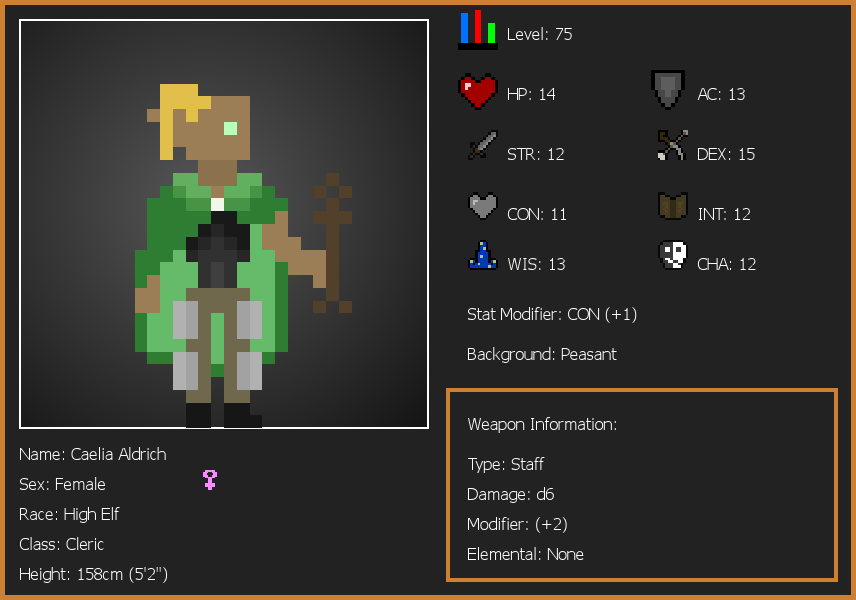 Level: 75
HP: 14
AC: 13
STR: 12
DEX: 15
CON: 11
INT: 12
WIS: 13
CHA: 12
Stat Modifier: CON (+1)
Background: Peasant
Weapon Information:
Type: Staff
Damage: d6
Modifier: (+2)
Elemental: None
Name: Caelia Aldrich
Sex: Female
Race: High Elf
Class: Cleric
Height: 158cm (5'2")